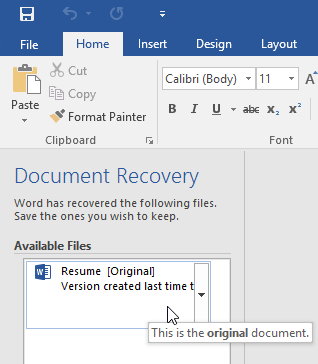 File Home Insert Design Layout
Paste
Cut
Copy
Format Painter
Clipboard
Calibri (Body) 11
B I U abc x₂ x²
Font
Document Recovery
Word has recovered the following files.
Save the ones you wish to keep.
Available Files
Resume [Original]
Version created last time t
This is the original document.